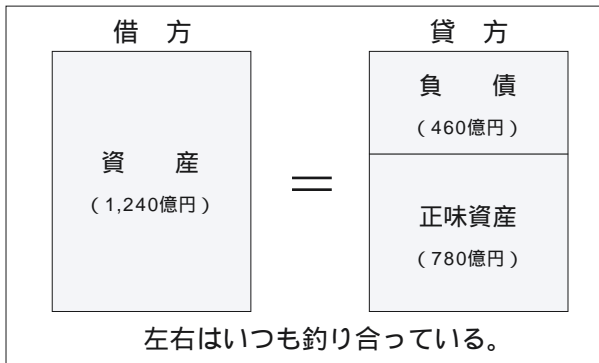 借 方
資 産
(1,240億円)
＝
貸 方
負 債
(460億円)
正味資産
(780億円)
左右はいつも釣り合っている。